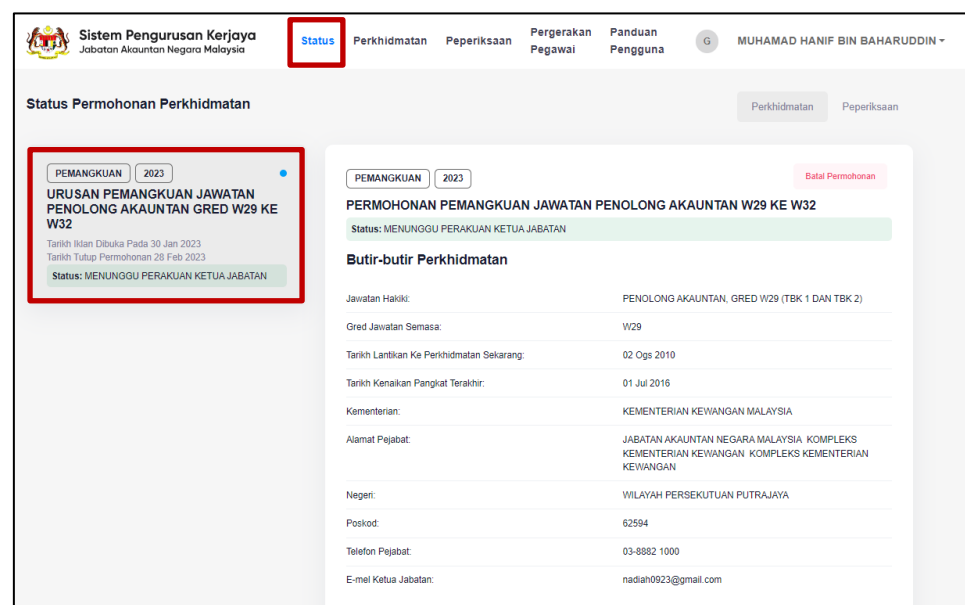 Sistem Pengurusan Kerjaya
Jabatan Akauntan Negara Malaysia
Status
Perkhidmatan
Peperiksaan
Pergerakan
Pegawai
Panduan
Pengguna
G
MUHAMAD HANIF BIN BAHARUDDIN
Status Permohonan Perkhidmatan
Perkhidmatan
Peperiksaan
PEMANGKUAN
2023
URUSAN PEMANGKUAN JAWATAN
PENOLONG AKAUNTAN GRED W29 KE
W32
Tarikh Iklan Dibuka Pada 30 Jan 2023
Tarikh Tutup Permohonan 28 Feb 2023
Status: MENUNGGU PERAKUAN KETUA JABATAN
PEMANGKUAN
2023
Batal Permohonan
PERMOHONAN PEMANGKUAN JAWATAN PENOLONG AKAUNTAN W29 KE W32
Status: MENUNGGU PERAKUAN KETUA JABATAN
Butir-butir Perkhidmatan
Jawatan Hakiki: PENOLONG AKAUNTAN, GRED W29 (TBK 1 DAN TBK 2)
Gred Jawatan Semasa: W29
Tarikh Lantikan Ke Perkhidmatan Sekarang: 02 Ogs 2010
Tarikh Kenaikan Pangkat Terakhir: 01 Jul 2016
Kementerian: KEMENTERIAN KEWANGAN MALAYSIA
Alamat Pejabat: JABATAN AKAUNTAN NEGARA MALAYSIA KOMPLEKS
KEMENTERIAN KEWANGAN KOMPLEKS KEMENTERIAN
KEWANGAN
Negeri: WILAYAH PERSEKUTUAN PUTRAJAYA
Poskod: 62594
Telefon Pejabat: 03-8882 1000
E-mel Ketua Jabatan: nadiah0923@gmail.com